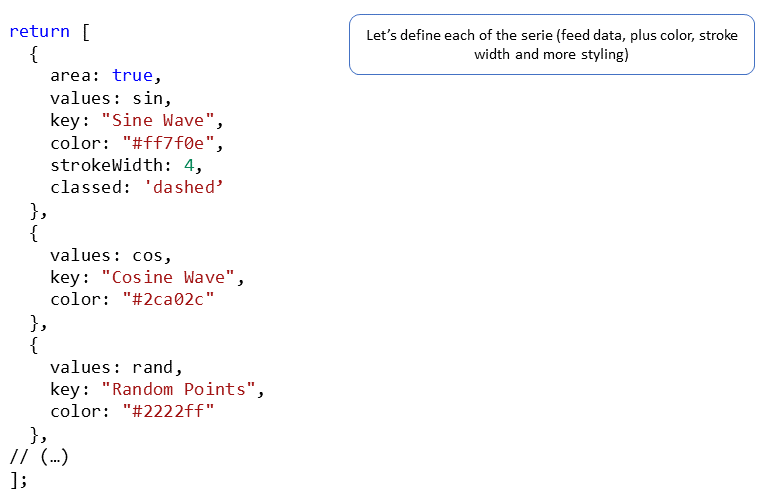 return [
  {
    area: true,
    values: sin,
    key: "Sine Wave",
    color: "#ff7f0e",
    strokeWidth: 4,
    classed: 'dashed’
  },
  {
    values: cos,
    key: "Cosine Wave",
    color: "#2ca02c"
  },
  {
    values: rand,
    key: "Random Points",
    color: "#2222ff"
  },
// (…)
];
Let’s define each of the serie (feed data, plus color, stroke
width and more styling)